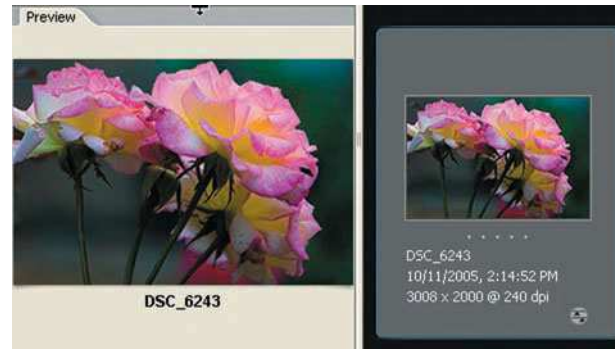 Preview
DSC_6243
DSC_6243
10/11/2005, 2:14:52 PM
3008 x 2000 @ 240 dpi